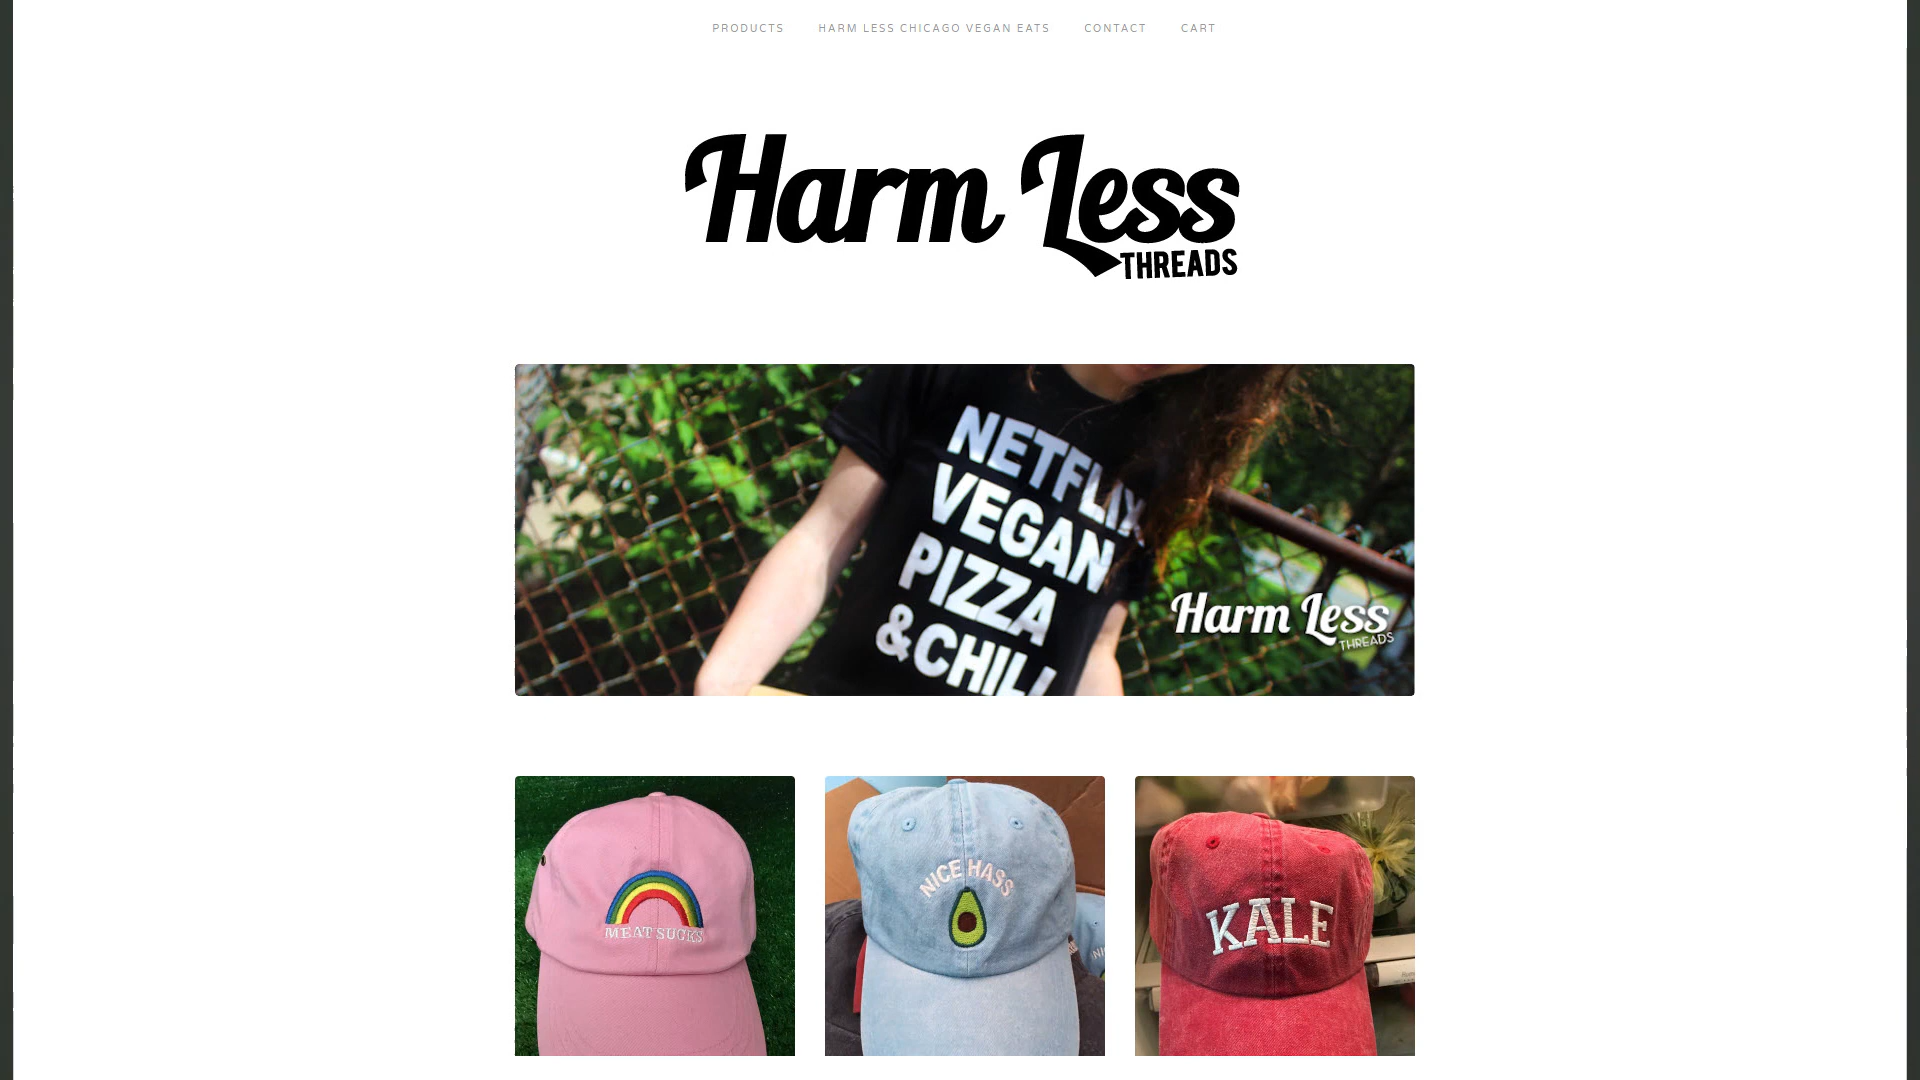 PRODUCTS HARM LESS CHICAGO VEGAN EATS CONTACT CART
Harm Less
THREADS
NETFLIX
VEGAN
PIZZA
&CHILL
Harm Less
THREADS
MEAT SUCKS
NICE HASS
KALE